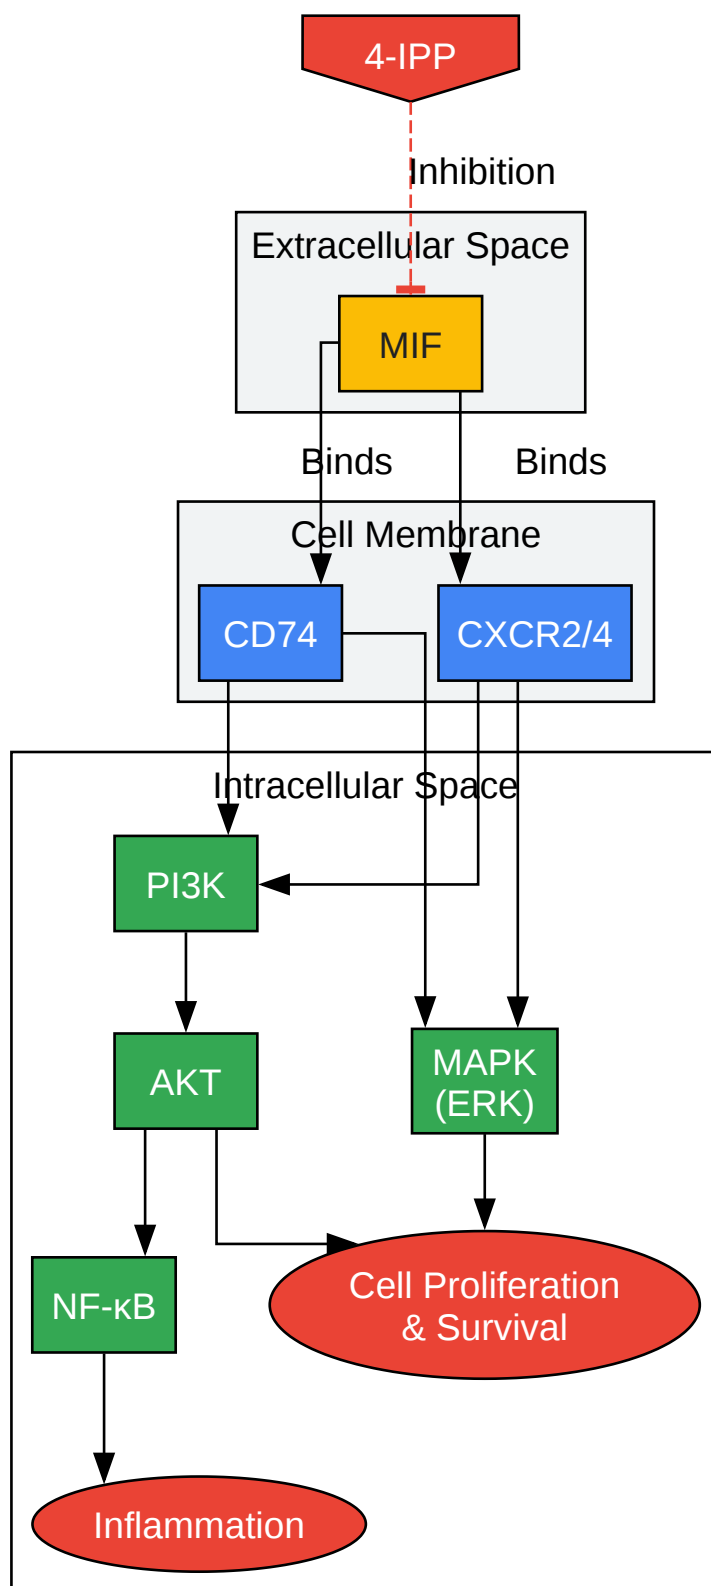 4-IPP
Inhibition
Extracellular Space
MIF
Binds
Binds
Cell Membrane
CD74
CXCR2/4
Intracellular Space
PI3K
AKT
MAPK
(ERK)
NF-κB
Cell Proliferation
& Survival
Inflammation